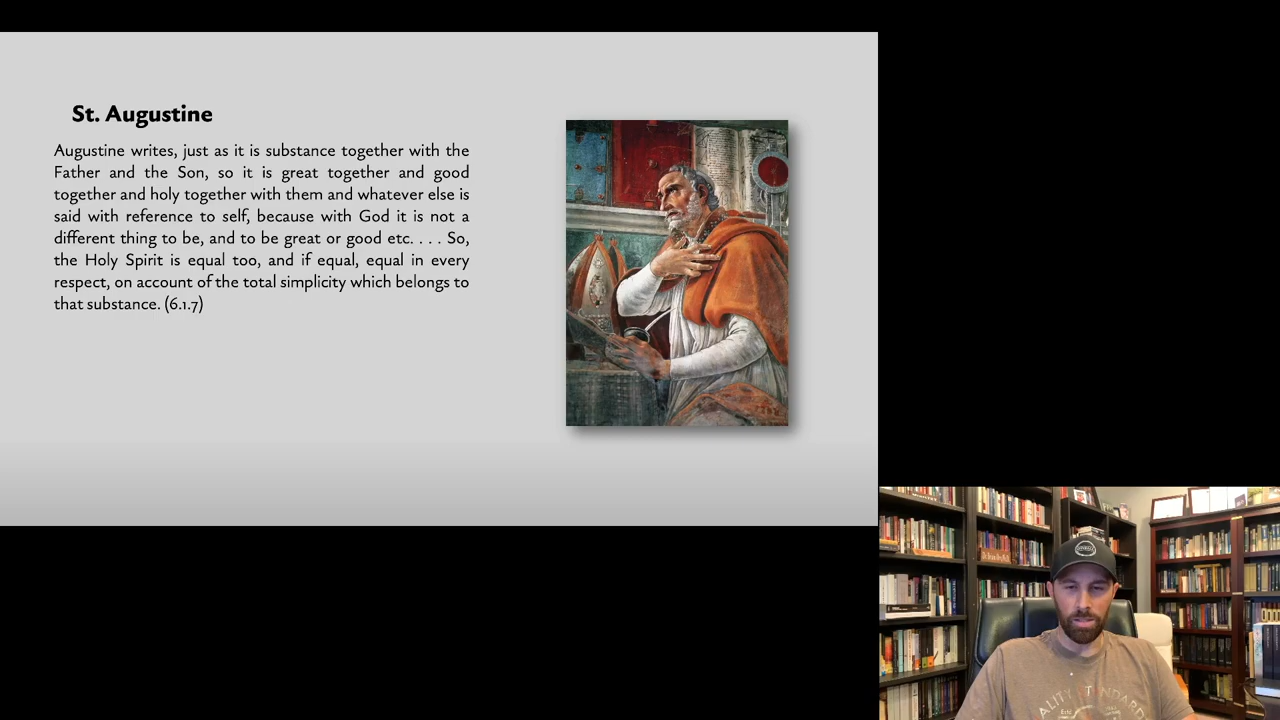 St. Augustine
Augustine writes, just as it is substance together with the
Father and the Son, so it is great together and good
together and holy together with them and whatever else is
said with reference to self, because with God it is not a
different thing to be, and to be great or good etc. . . . So,
the Holy Spirit is equal too, and if equal, equal in every
respect, on account of the total simplicity which belongs to
that substance. (6.1.7)
ALITY STANDARD